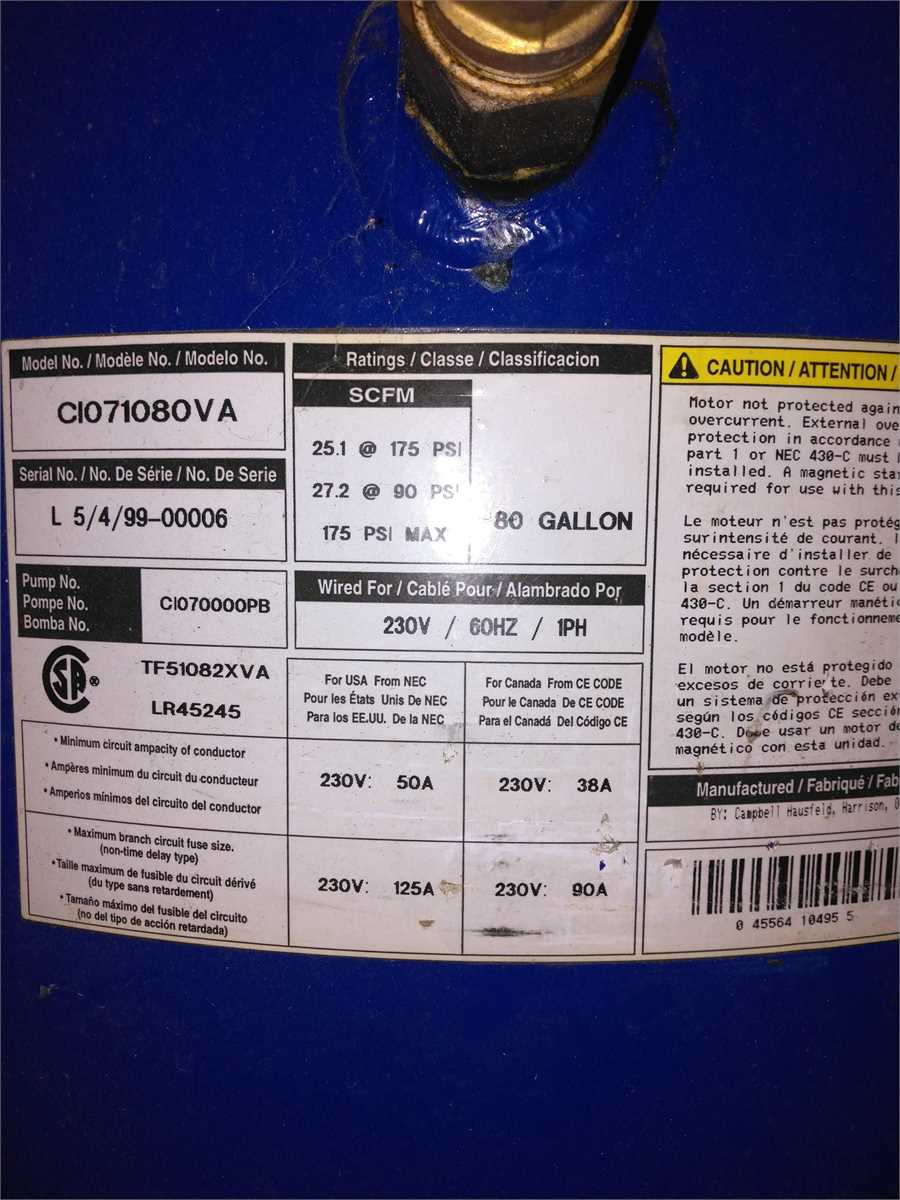 Model No. / Modèle No. / Modelo No.
CI071080VA
Serial No. / No. De Série / No. De Serie
L 5/4/99-00006
Pump No.
Pompe No.
Bomba No.
CI070000PB
SA®
TF51082XVA
LR45245
Ratings / Classe / Classificacion
SCFM
25.1 @ 175 PSI
27.2 @ 90 PSI
175 PSI MAX
80 GALLON
Wired For / Cablé Pour / Alambrado Por
230V / 60HZ / 1PH
For USA From NEC
Pour les États Unis De NEC
Para los EE.UU. De la NEC
For Canada From CE CODE
Pour le Canada De CE CODE
Para el Canadá Del Código CE
• Minimum circuit ampacity of conductor
• Ampères minimum du circuit du conducteur
• Amperios mínimos del circuito del conductor
230V: 50A
230V: 38A
• Maximum branch circuit fuse size.
(non-time delay type)
• Taille maximum de fusible du circuit dérivé
(du type sans retardement)
• Tamaño máximo del fusible del circuito
(no del tipo de acción retardada)
230V: 125A
230V: 90A
CAUTION / ATTENTION /
Motor not protected again
overcurrent. External ove
protection in accordance
part 1 or NEC 430-C must
installed. A magnetic sta
required for use with this
Le moteur n'est pas protég
surintensité de courant.
nécessaire d'installer de
protection contre le surch
la section 1 du code CE ou
430-C. Un démarreur manéti
requis pour le fonctionneme
modèle.
El motor no está protegido
excesos de corriente. Debe
un sistema de protección ex
según los códigos CE secció
430-C. Debe usar un motor de
magnético con esta unidad.
Manufactured / Fabriqué / Fab
BY: Campbell Hausfeld, Harrison, O
0 45564 10495 5